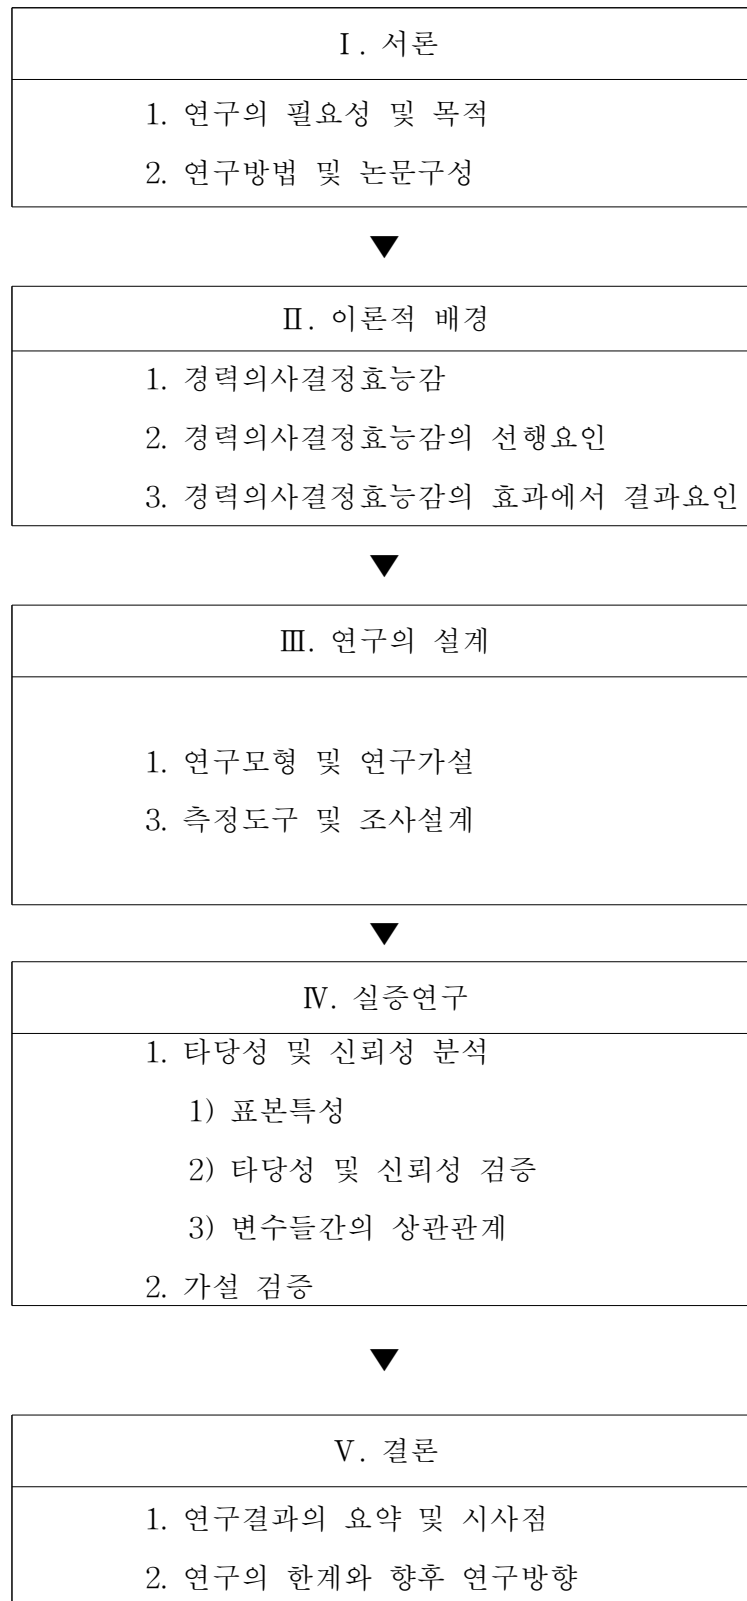 Ⅰ. 서론
1. 연구의 필요성 및 목적
2. 연구방법 및 논문구성
▼
Ⅱ. 이론적 배경
1. 경력의사결정효능감
2. 경력의사결정효능감의 선행요인
3. 경력의사결정효능감의 효과에서 결과요인
▼
Ⅲ. 연구의 설계
1. 연구모형 및 연구가설
3. 측정도구 및 조사설계
▼
Ⅳ. 실증연구
1. 타당성 및 신뢰성 분석
1) 표본특성
2) 타당성 및 신뢰성 검증
3) 변수들간의 상관관계
2. 가설 검증
▼
Ⅴ. 결론
1. 연구결과의 요약 및 시사점
2. 연구의 한계와 향후 연구방향